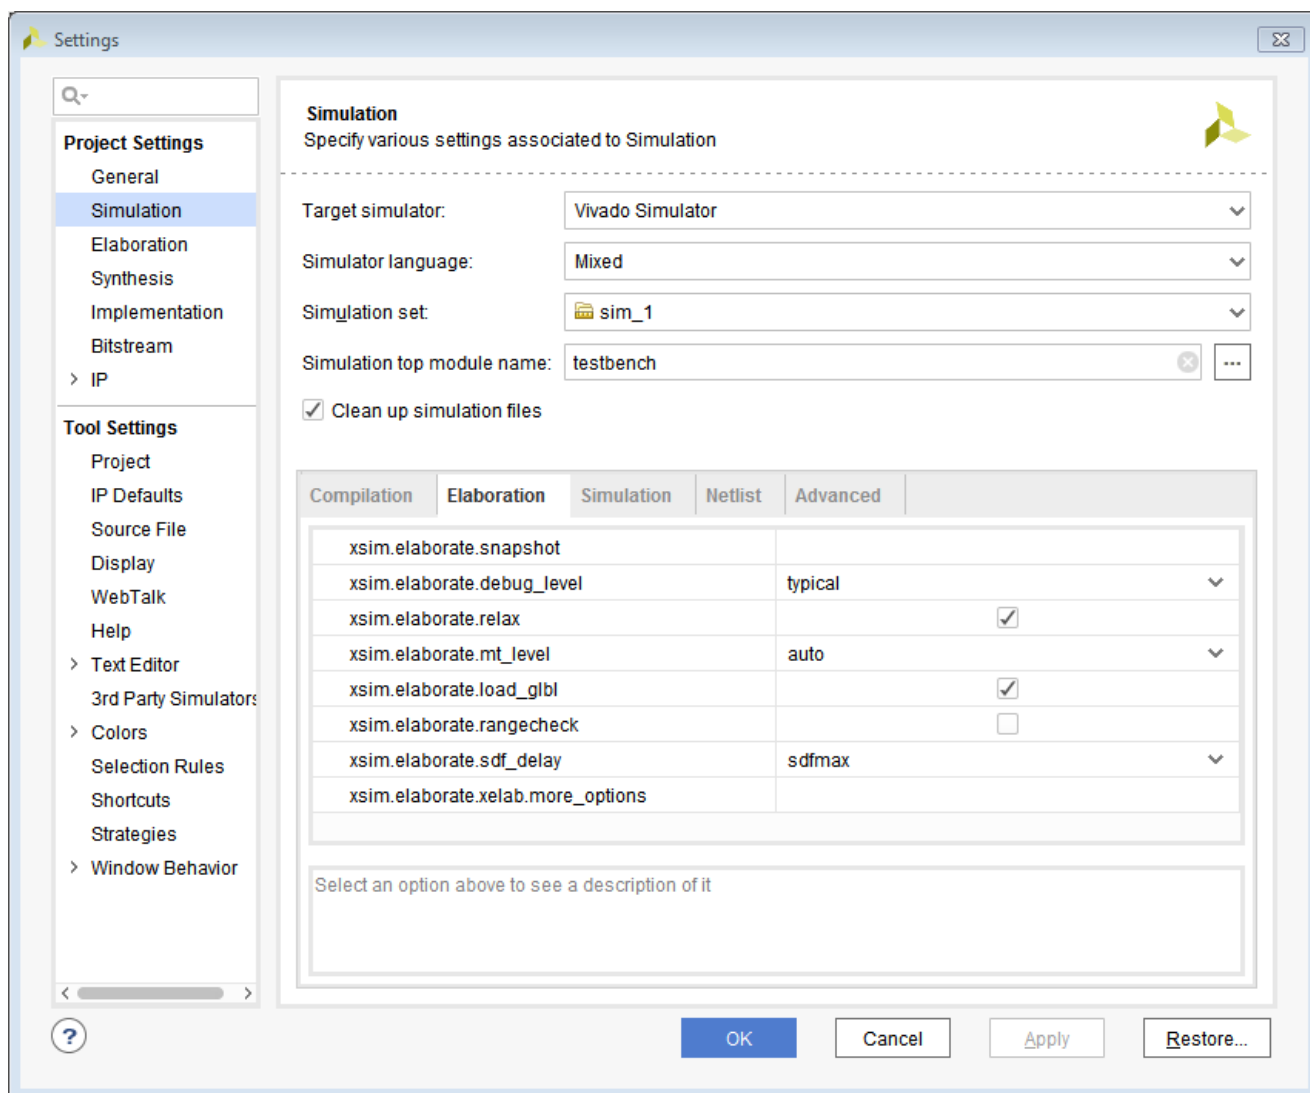 Settings
Project Settings
General
Simulation
Elaboration
Synthesis
Implementation
Bitstream
IP
Tool Settings
Project
IP Defaults
Source File
Display
WebTalk
Help
Text Editor
3rd Party Simulators
Colors
Selection Rules
Shortcuts
Strategies
Window Behavior
Simulation
Specify various settings associated to Simulation
Target simulator: Vivado Simulator
Simulator language: Mixed
Simulation set: sim_1
Simulation top module name: testbench ...
Clean up simulation files
Compilation Elaboration Simulation Netlist Advanced
xsim.elaborate.snapshot
xsim.elaborate.debug_level typical
xsim.elaborate.relax
xsim.elaborate.mt_level auto
xsim.elaborate.load_glbl
xsim.elaborate.rangecheck
xsim.elaborate.sdf_delay sdfmax
xsim.elaborate.xelab.more_options
Select an option above to see a description of it
? OK Cancel Apply Restore...